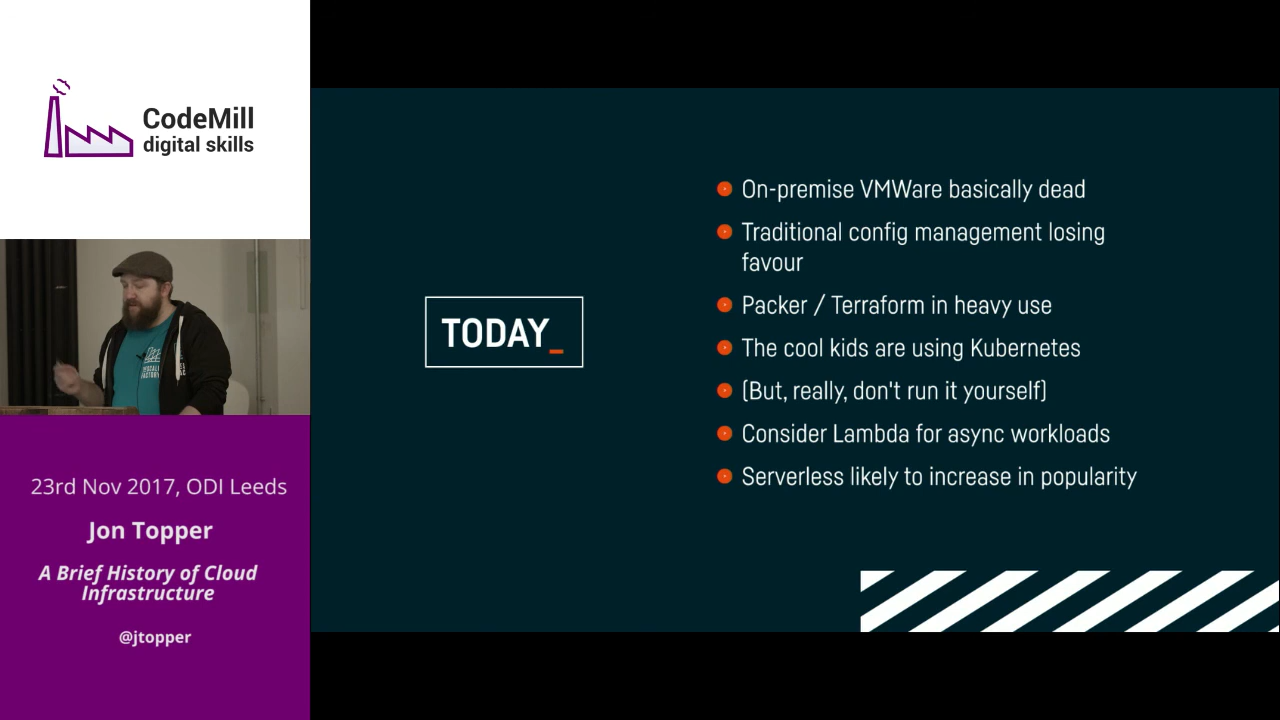 CodeMill
digital skills
23rd Nov 2017, ODI Leeds
Jon Topper
A Brief History of Cloud
Infrastructure
@jtopper
TODAY_
On-premise VMWare basically dead
Traditional config management losing
favour
Packer / Terraform in heavy use
The cool kids are using Kubernetes
(But, really, don't run it yourself)
Consider Lambda for async workloads
Serverless likely to increase in popularity